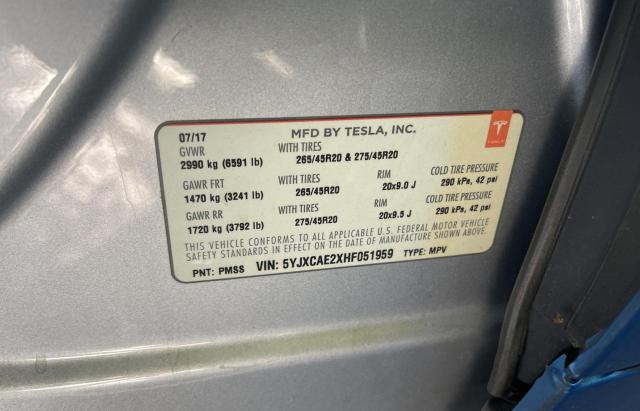 07/17 MFD BY TESLA, INC.
TESLA
GVWR WITH TIRES
2990 kg (6591 lb) 265/45R20 & 275/45R20
GAWR FRT WITH TIRES RIM COLD TIRE PRESSURE
1470 kg (3241 lb) 265/45R20 20x9.0 J 290 kPa, 42 psi
GAWR RR WITH TIRES RIM COLD TIRE PRESSURE
1720 kg (3792 lb) 275/45R20 20x9.5 J 290 kPa, 42 psi
THIS VEHICLE CONFORMS TO ALL APPLICABLE U.S. FEDERAL MOTOR VEHICLE
SAFETY STANDARDS IN EFFECT ON THE DATE OF MANUFACTURE SHOWN ABOVE.
PNT: PMSS VIN: 5YJXCAE2XHF051959 TYPE: MPV